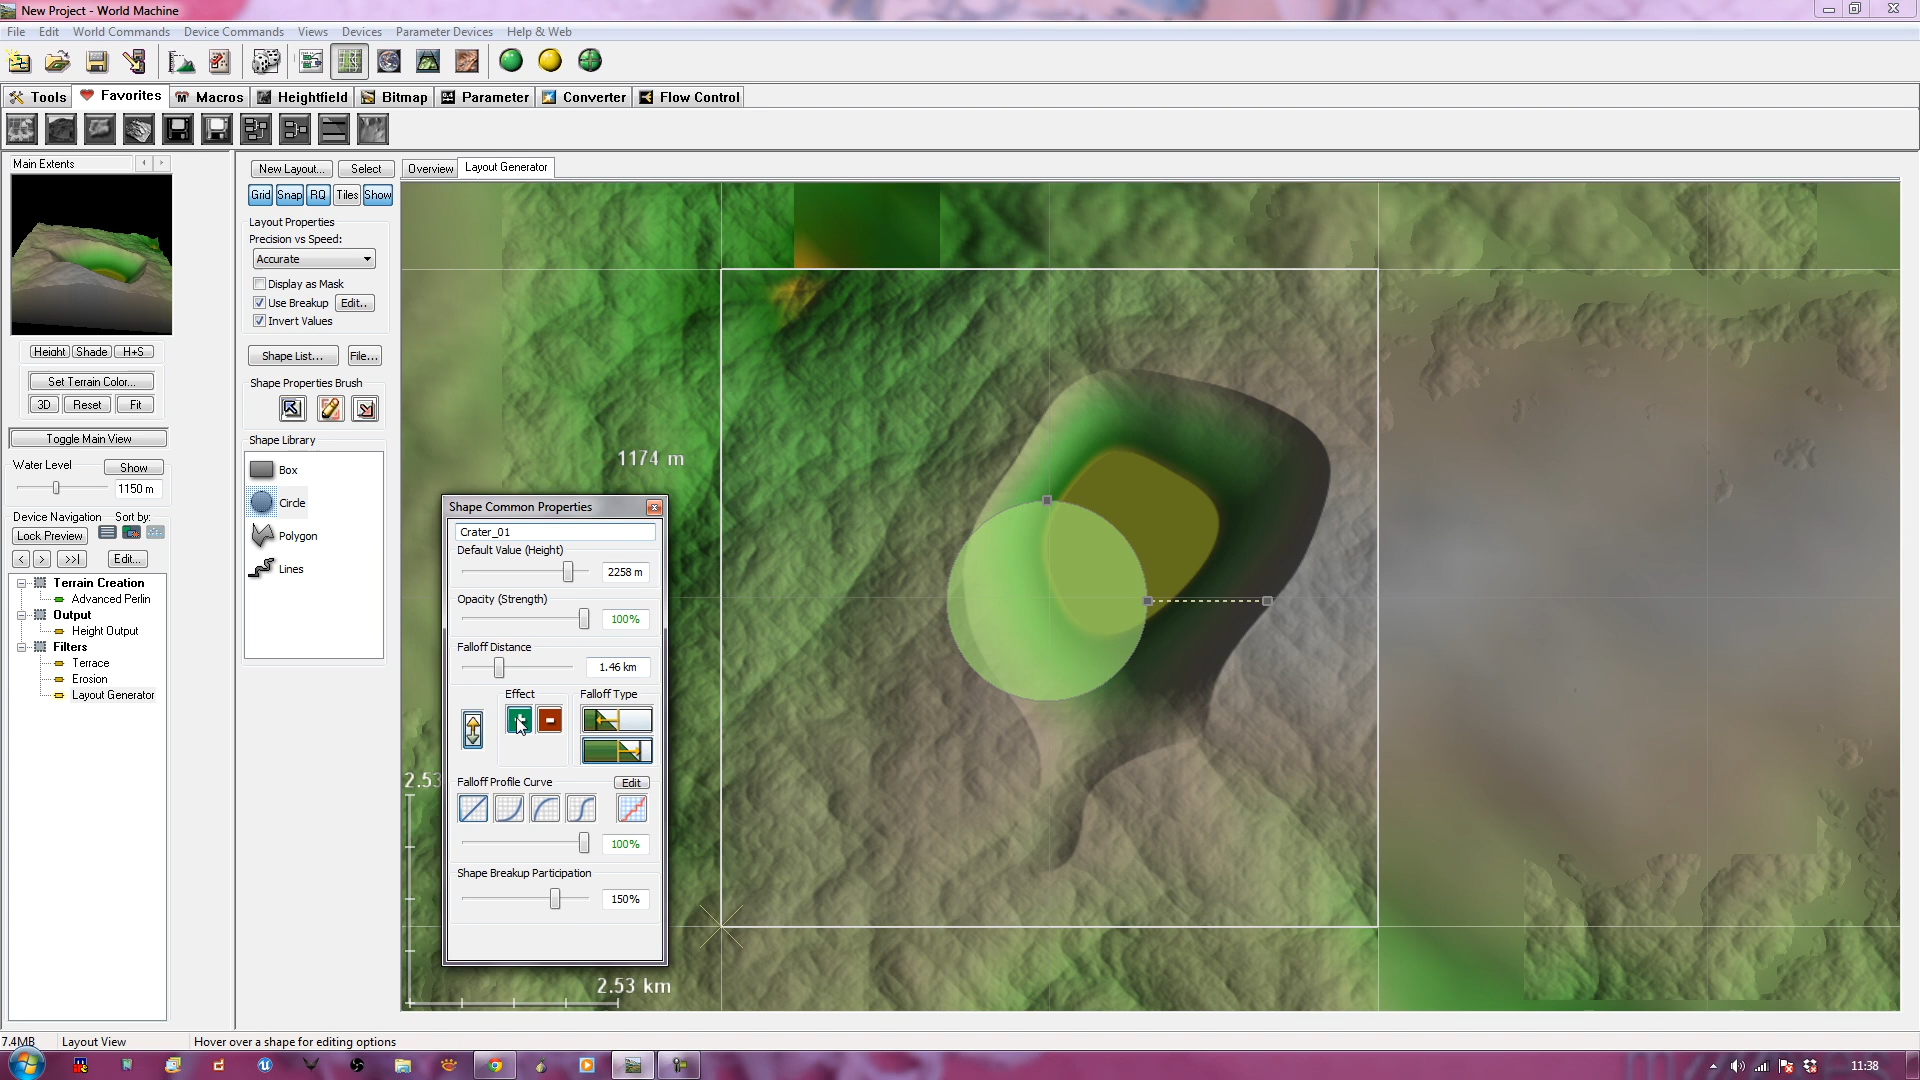 New Project - World Machine
File Edit World Commands Device Commands Views Devices Parameter Devices Help & Web
Tools Favorites Macros Heightfield Bitmap Parameter Converter Flow Control
Main Extents
New Layout... Select
Overview Layout Generator
Grid Snap RQ Tiles Show
Layout Properties
Precision vs Speed:
Accurate
Display as Mask
Use Breakup Edit..
Invert Values
Height Shade H+S
Shape List... File...
Set Terrain Color...
Shape Properties Brush
3D Reset Fit
Toggle Main View
Shape Library
1174 m
Water Level Show
1150 m
Box
Circle
Polygon
Lines
Device Navigation Sort by:
Lock Preview
< > >>| Edit...
Terrain Creation
Advanced Perlin
Output
Height Output
Filters
Terrace
Erosion
Layout Generator
Shape Common Properties
Crater_01
Default Value (Height)
2258 m
Opacity (Strength)
100%
Falloff Distance
1.46 km
Effect Falloff Type
Falloff Profile Curve Edit
100%
Shape Breakup Participation
150%
2.53
2.53 km
7.4MB Layout View Hover over a shape for editing options
11:38